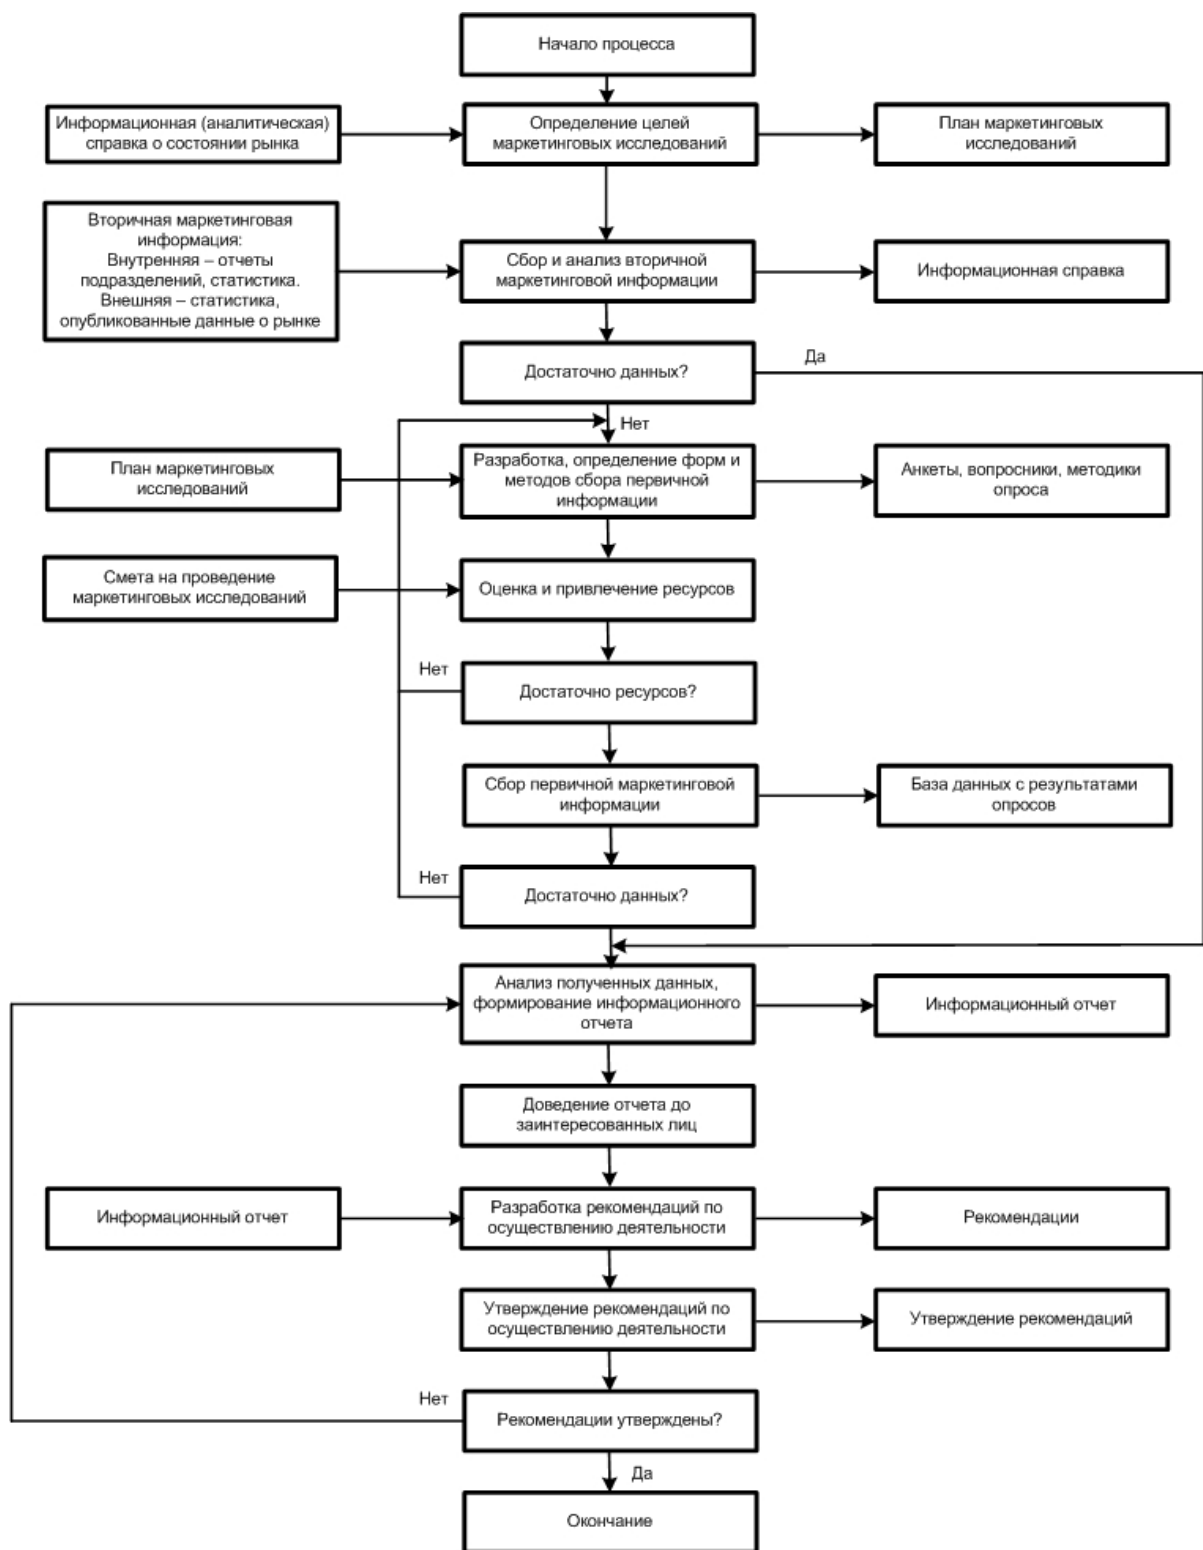 Начало процесса
Информационная (аналитическая)
справка о состоянии рынка
Определение целей
маркетинговых исследований
План маркетинговых
исследований
Вторичная маркетинговая
информация:
Внутренняя – отчеты
подразделений, статистика.
Внешняя – статистика,
опубликованные данные о рынке
Сбор и анализ вторичной
маркетинговой информации
Информационная справка
Достаточно данных?
Да
Нет
План маркетинговых
исследований
Разработка, определение форм и
методов сбора первичной
информации
Анкеты, вопросники, методики
опроса
Смета на проведение
маркетинговых исследований
Оценка и привлечение ресурсов
Нет
Достаточно ресурсов?
Сбор первичной маркетинговой
информации
База данных с результатами
опросов
Нет
Достаточно данных?
Анализ полученных данных,
формирование информационного
отчета
Информационный отчет
Доведение отчета до
заинтересованных лиц
Информационный отчет
Разработка рекомендаций по
осуществлению деятельности
Рекомендации
Утверждение рекомендаций по
осуществлению деятельности
Утверждение рекомендаций
Нет
Рекомендации утверждены?
Да
Окончание